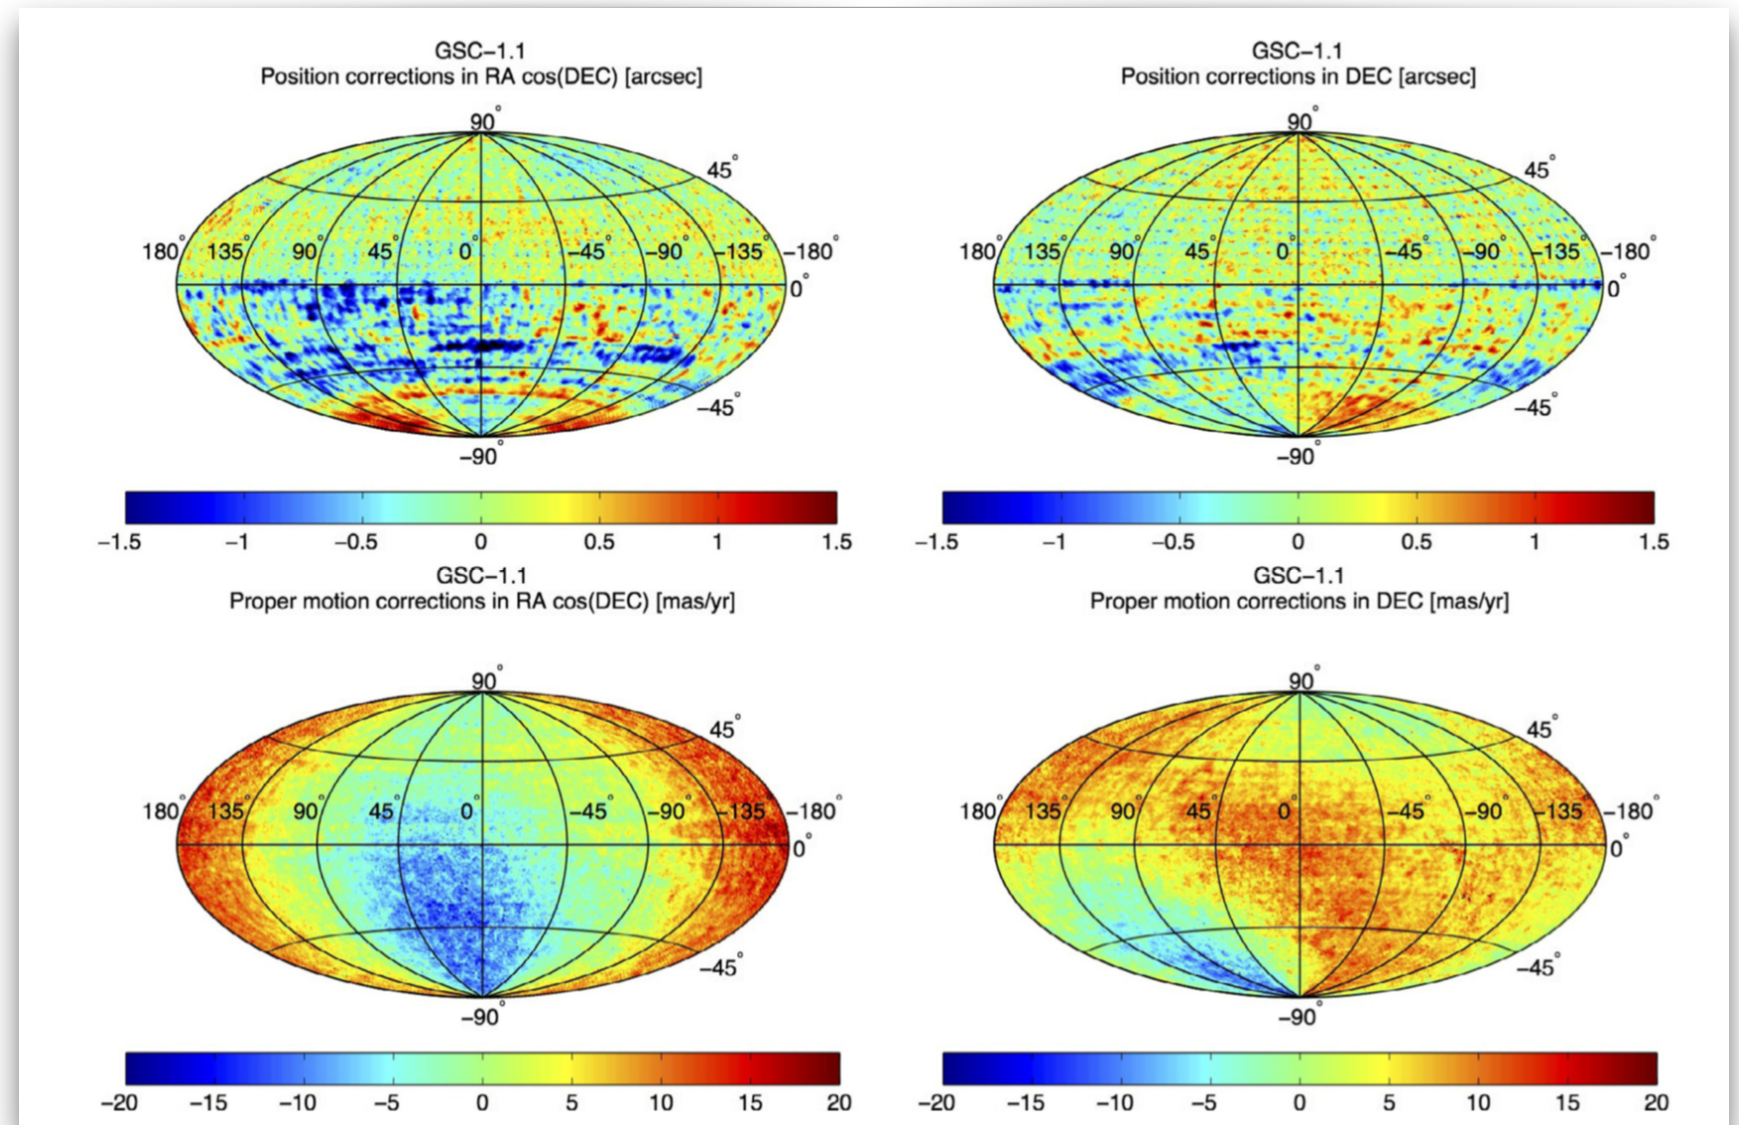 GSC−1.1
Position corrections in RA cos(DEC) [arcsec]
90°
45°
180° 135° 90° 45° 0° −45° −90° −135° −180°
0°
−45°
−90°
−1.5 −1 −0.5 0 0.5 1 1.5
GSC−1.1
Position corrections in DEC [arcsec]
90°
45°
180° 135° 90° 45° 0° −45° −90° −135° −180°
0°
−45°
−90°
−1.5 −1 −0.5 0 0.5 1 1.5
GSC−1.1
Proper motion corrections in RA cos(DEC) [mas/yr]
90°
45°
180° 135° 90° 45° 0° −45° −90° −135° −180°
0°
−45°
−90°
−20 −15 −10 −5 0 5 10 15 20
GSC−1.1
Proper motion corrections in DEC [mas/yr]
90°
45°
180° 135° 90° 45° 0° −45° −90° −135° −180°
0°
−45°
−90°
−20 −15 −10 −5 0 5 10 15 20